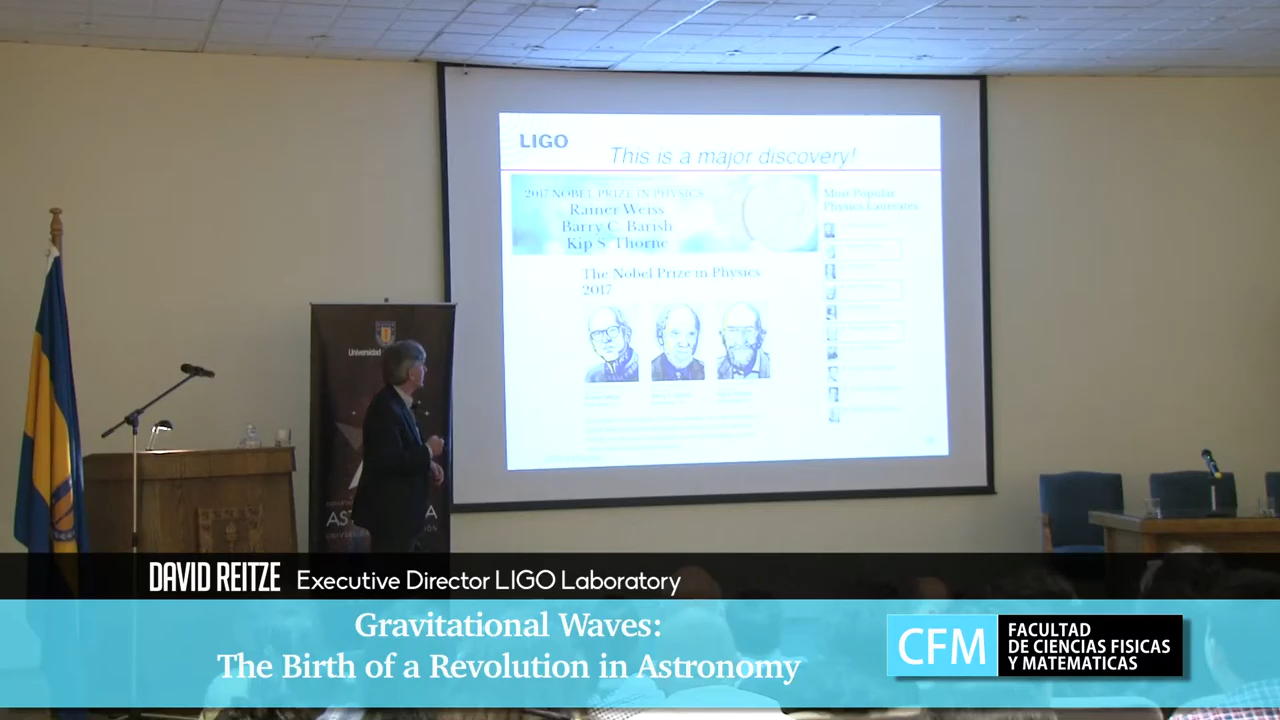 LIGO
This is a major discovery!
2017 NOBEL PRIZE IN PHYSICS
Rainer Weiss
Barry C. Barish
Kip S. Thorne
Most Popular
Physics Laureates
The Nobel Prize in Physics
2017
Universidad
DAVID REITZE Executive Director LIGO Laboratory
Gravitational Waves:
The Birth of a Revolution in Astronomy
CFM
FACULTAD
DE CIENCIAS FISICAS
Y MATEMATICAS